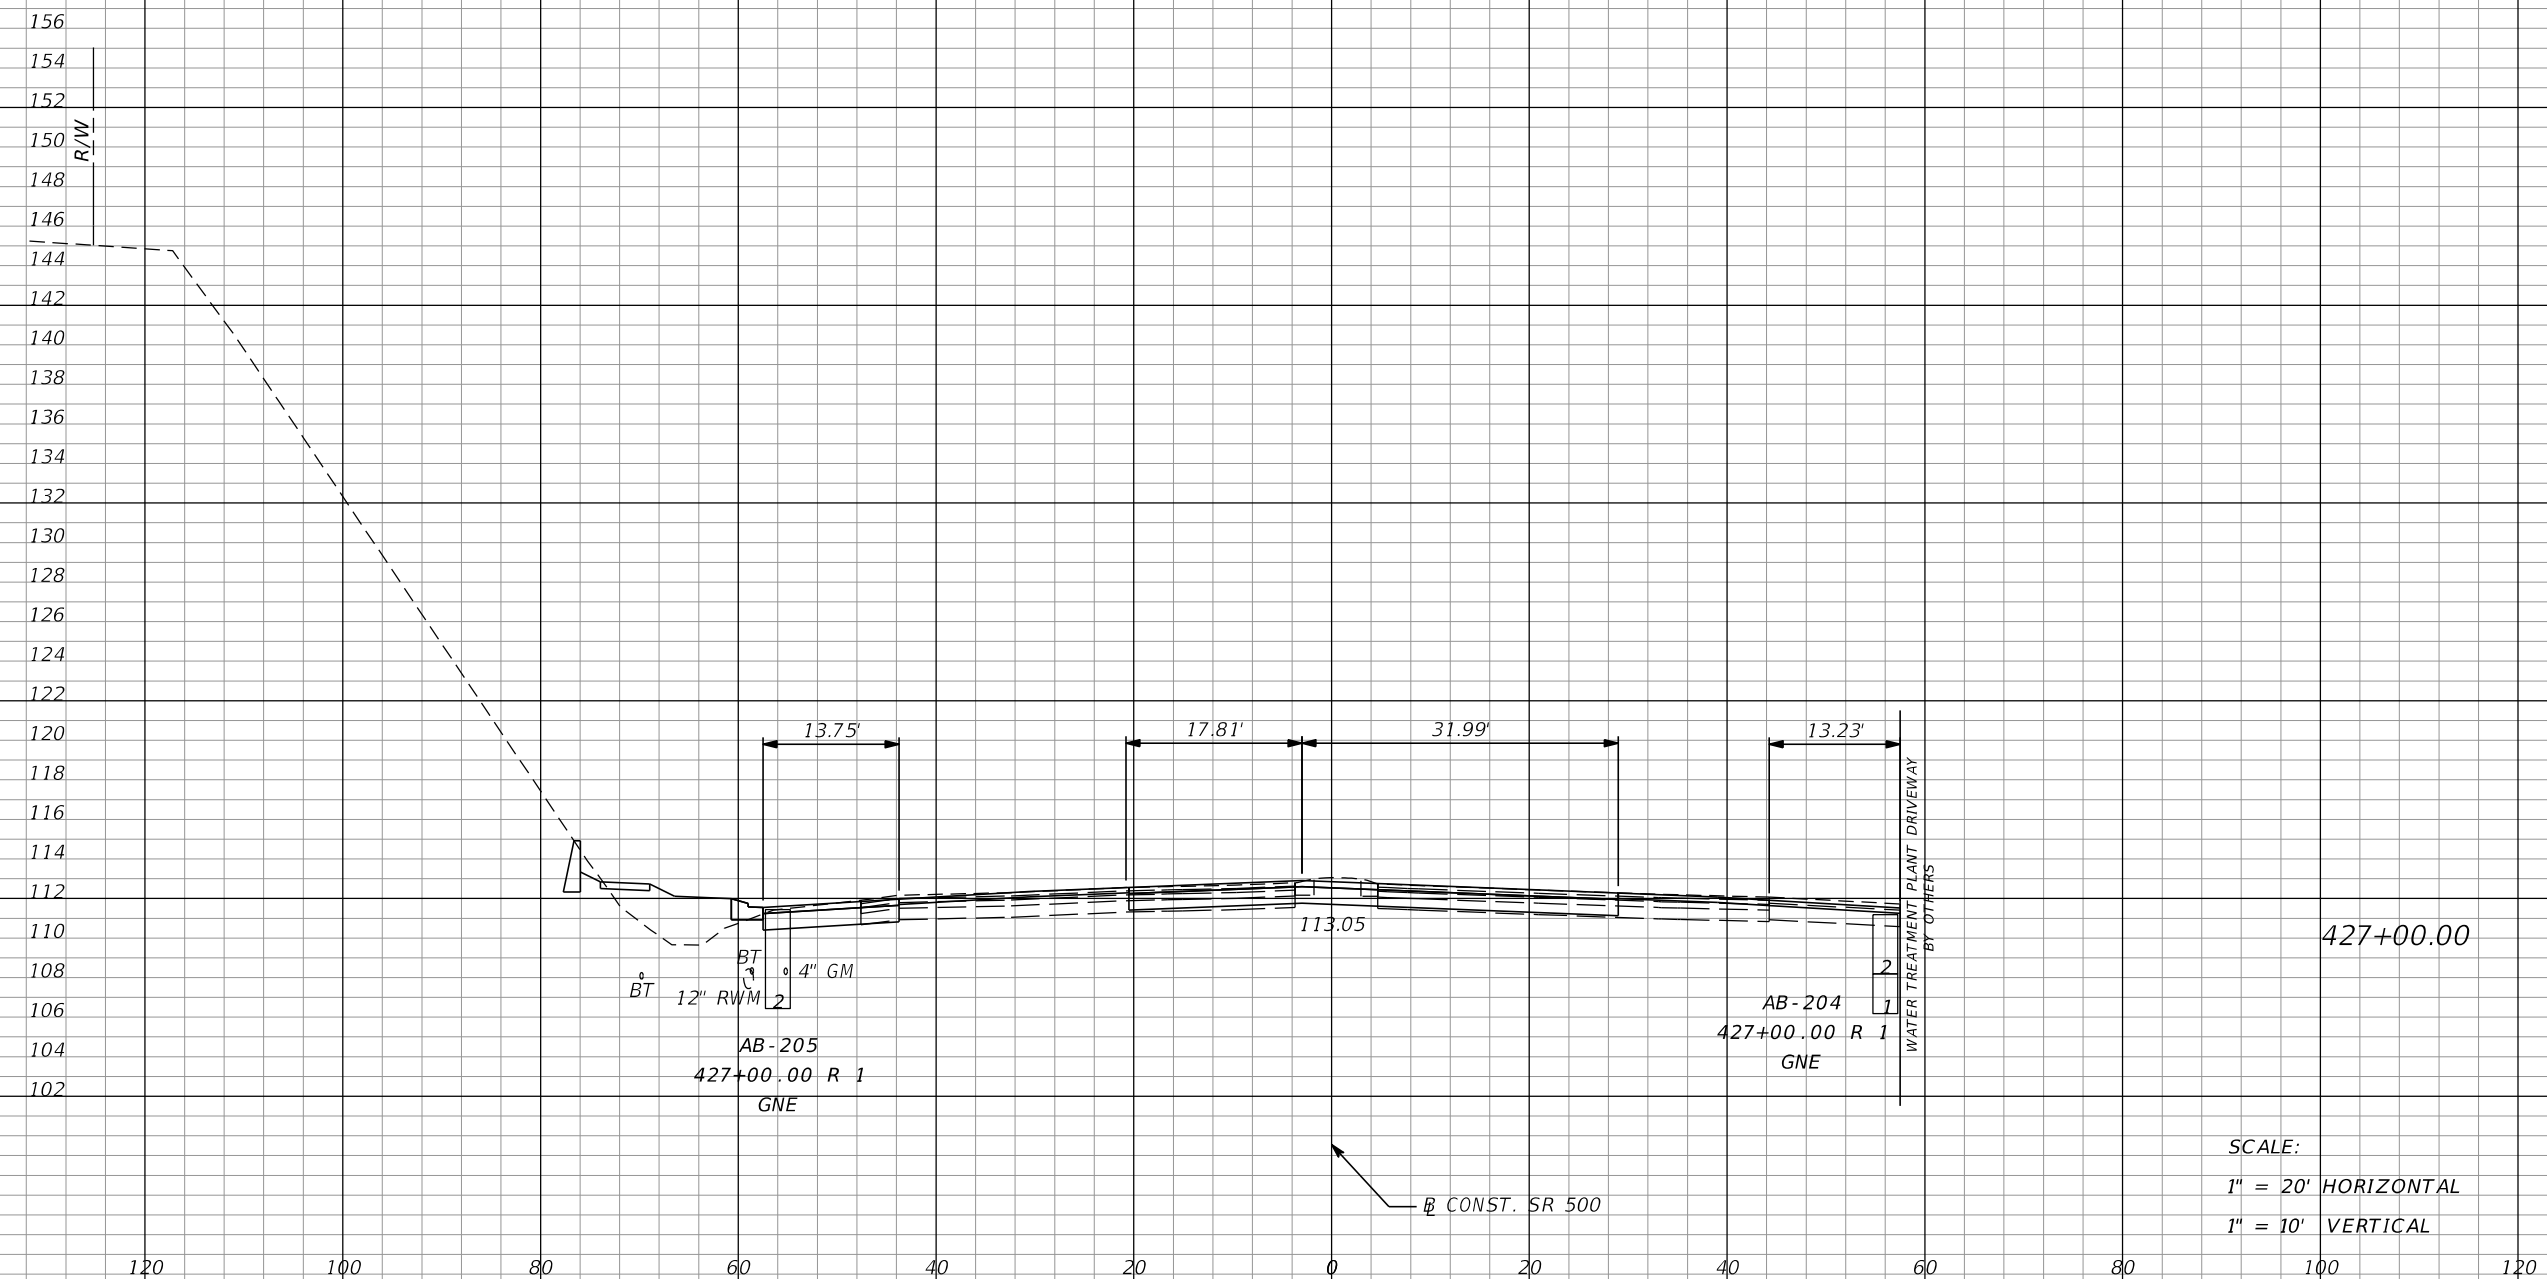 156
154
152
150
148
146
144
142
140
138
136
134
132
130
128
126
124
122
120
118
116
114
112
110
108
106
104
102
R/W
13.75'
17.81'
31.99'
13.23'
WATER TREATMENT PLANT DRIVEWAY
BY OTHERS
113.05
427+00.00
BT
4" GM
BT
12" RWM
2
2
1
AB-205
427+00.00 R 1
GNE
AB-204
427+00.00 R 1
GNE
BL CONST. SR 500
SCALE:
1" = 20' HORIZONTAL
1" = 10' VERTICAL
120 100 80 60 40 20 0 20 40 60 80 100 120